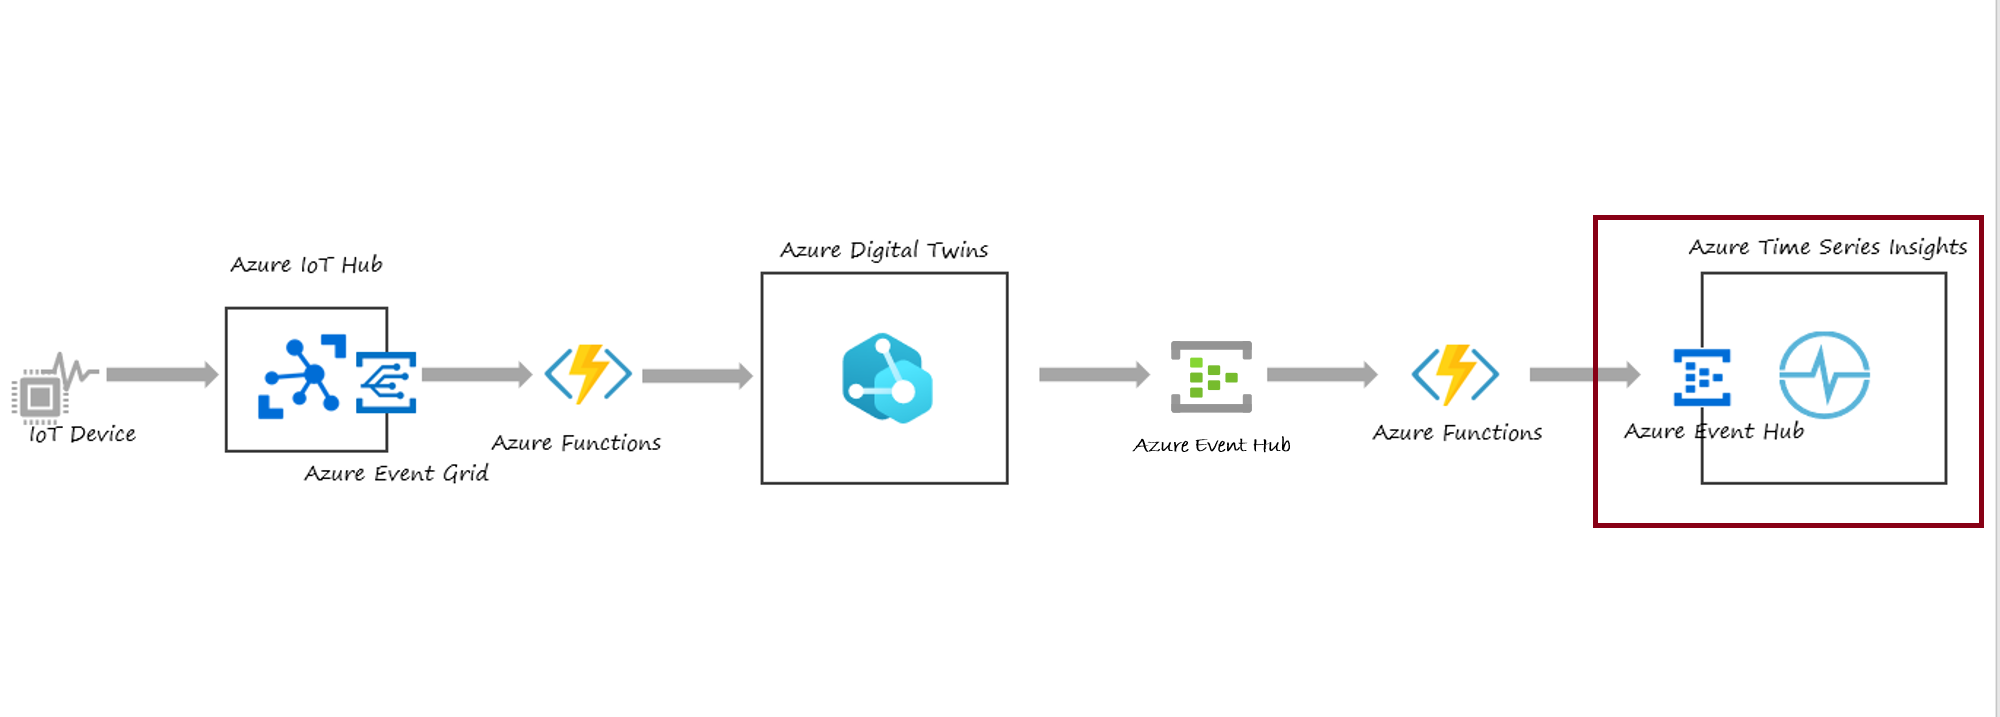 IoT Device
Azure IoT Hub
Azure Event Grid
Azure Functions
Azure Digital Twins
Azure Event Hub
Azure Functions
Azure Time Series Insights
Azure Event Hub